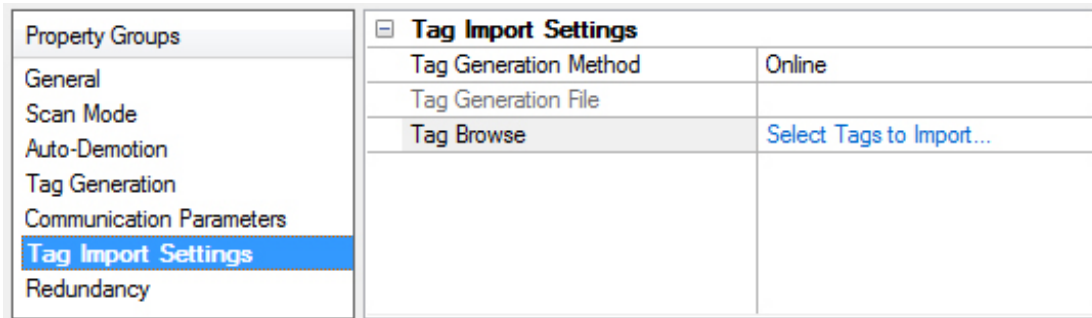 Property Groups
General
Scan Mode
Auto-Demotion
Tag Generation
Communication Parameters
Tag Import Settings
Redundancy
Tag Import Settings
Tag Generation Method Online
Tag Generation File
Tag Browse Select Tags to Import...